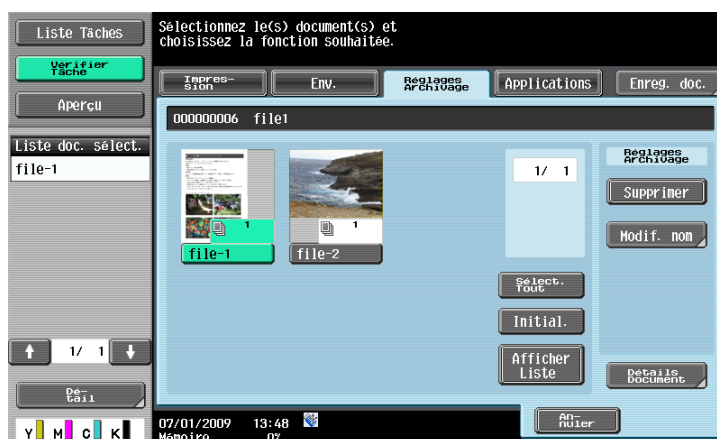 Liste Tâches
Vérifier
Tâche
Aperçu
Liste doc. sélect.
file-1
1/ 1
Dé-
tail
Y M C K
Sélectionnez le(s) document(s) et
choisissez la fonction souhaitée.
Impres-
sion
Env.
Réglages
Archivage
Applications
Enreg. doc.
000000006 file1
1
file-1
1
file-2
1/ 1
Sélect.
Tout
Initial.
Afficher
Liste
Réglages
Archivage
Supprimer
Modif. nom
Détails
Document
An-
nuler
07/01/2009 13:48
Mémoire 0%